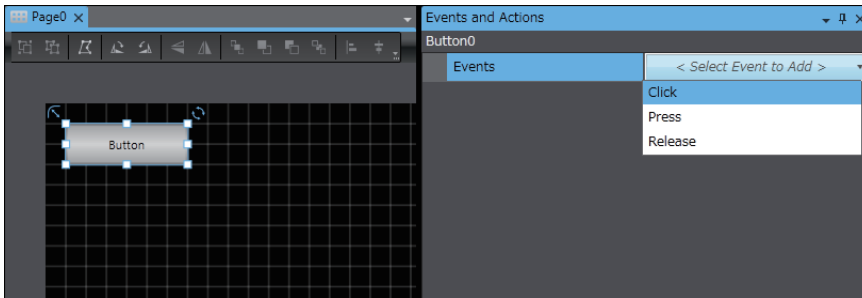 Page0
Button
Events and Actions
Button0
Events
< Select Event to Add >
Click
Press
Release